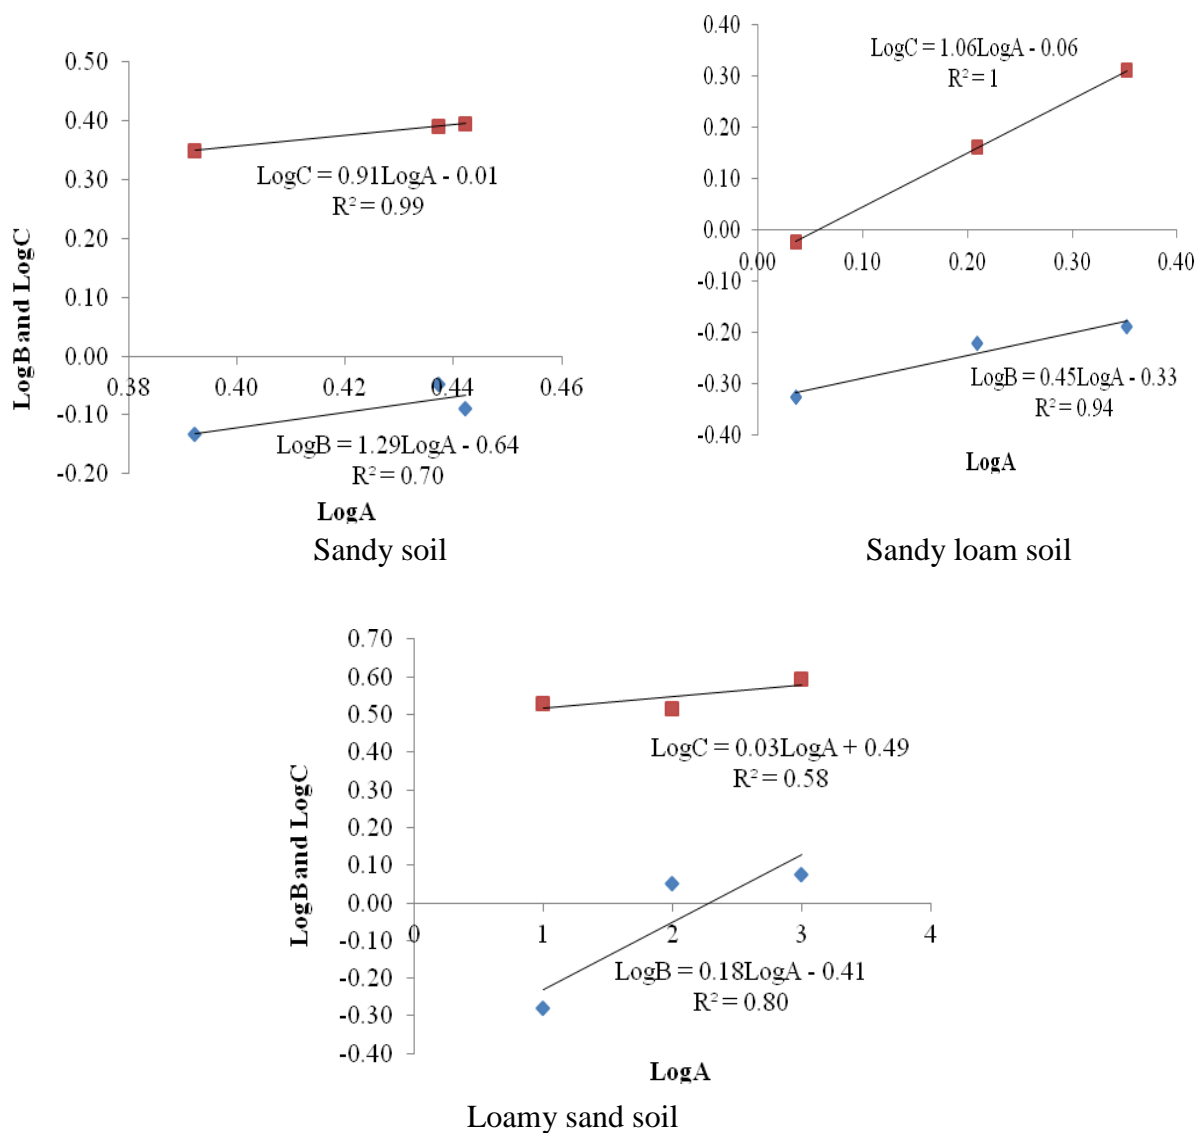 0.50
0.40
0.30
0.20
0.10
0.00
-0.10
-0.20
0.38
0.40
0.42
0.44
0.46
LogB and LogC
LogC = 0.91LogA - 0.01
R² = 0.99
LogB = 1.29LogA - 0.64
R² = 0.70
LogA
Sandy soil
0.40
0.30
0.20
0.10
0.00
-0.10
-0.20
-0.30
-0.40
0.00
0.10
0.20
0.30
0.40
LogC = 1.06LogA - 0.06
R² = 1
LogB = 0.45LogA - 0.33
R² = 0.94
LogA
Sandy loam soil
0.70
0.60
0.50
0.40
0.30
0.20
0.10
0.00
-0.10
-0.20
-0.30
-0.40
0
1
2
3
4
LogB and LogC
LogC = 0.03LogA + 0.49
R² = 0.58
LogB = 0.18LogA - 0.41
R² = 0.80
LogA
Loamy sand soil